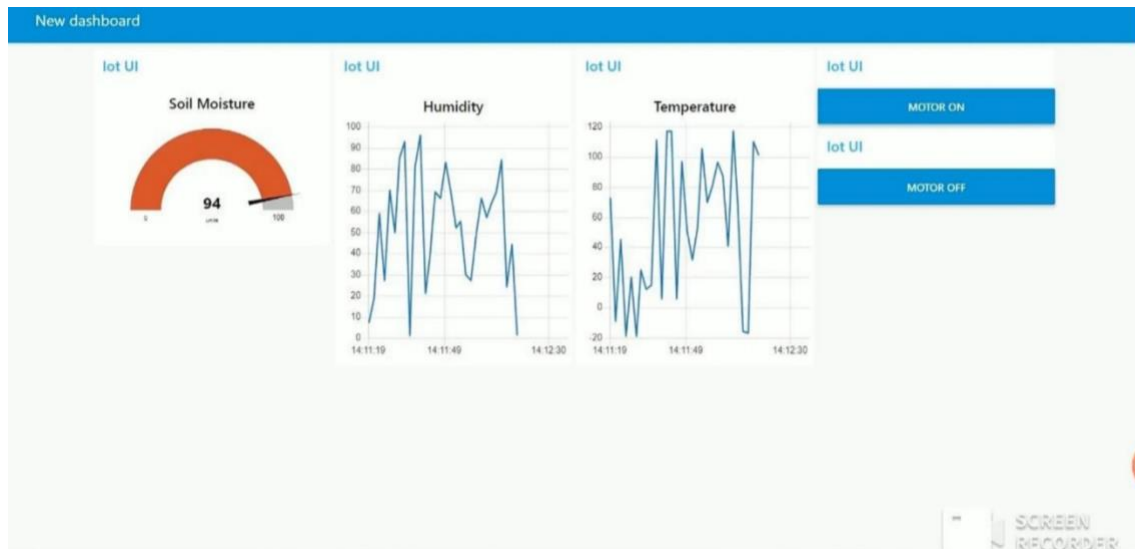 New dashboard
Iot UI
Soil Moisture
94
units
0
100
Iot UI
Humidity
100
90
80
70
60
50
40
30
20
10
0
14:11:19
14:11:49
14:12:30
Iot UI
Temperature
120
100
80
60
40
20
0
-20
14:11:19
14:11:49
14:12:30
Iot UI
MOTOR ON
Iot UI
MOTOR OFF
SCREEN
RECORDER